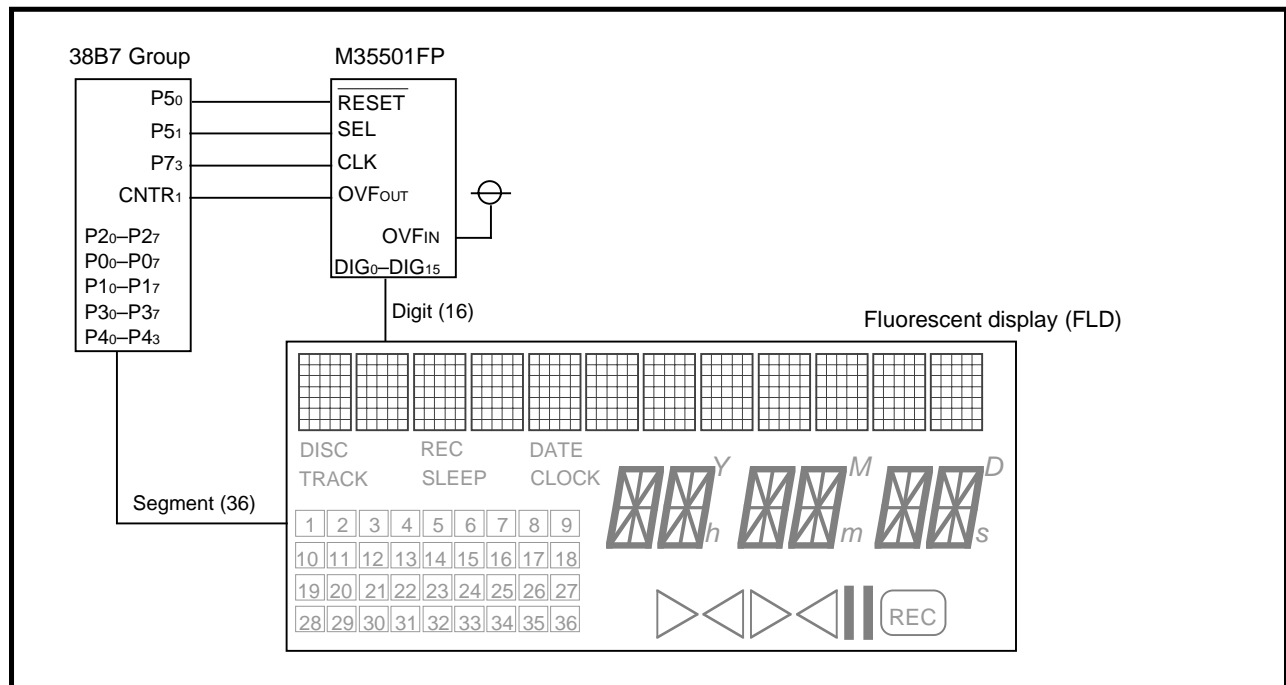 38B7 Group
P50
P51
P73
CNTR1
P20–P27
P00–P07
P10–P17
P30–P37
P40–P43
M35501FP
RESET
SEL
CLK
OVFOUT
OVFIN
DIG0–DIG15
Digit (16)
Segment (36)
Fluorescent display (FLD)
DISC REC DATE
TRACK SLEEP CLOCK
Y M D
h m s
1 2 3 4 5 6 7 8 9
10 11 12 13 14 15 16 17 18
19 20 21 22 23 24 25 26 27
28 29 30 31 32 33 34 35 36
REC